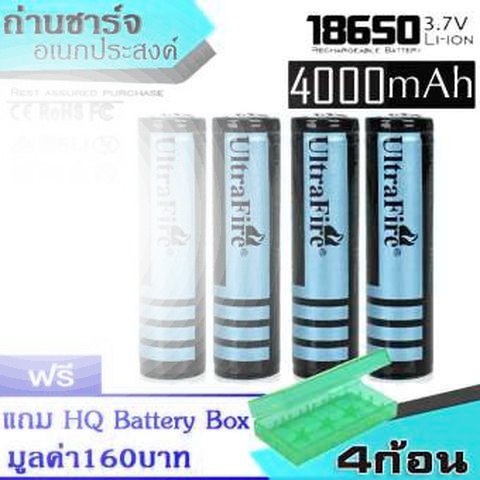 ถ่านชาร์จ
อเนกประสงค์
18650 3.7V
LI-ION
RECHARGEABLE BATTERY
4000mAh
REST ASSURED PURCHASE
CE RoHS
UltraFire®
UltraFire®
UltraFire®
UltraFire®
ฟรี
แถม HQ Battery Box
มูลค่า160บาท
4ก้อน